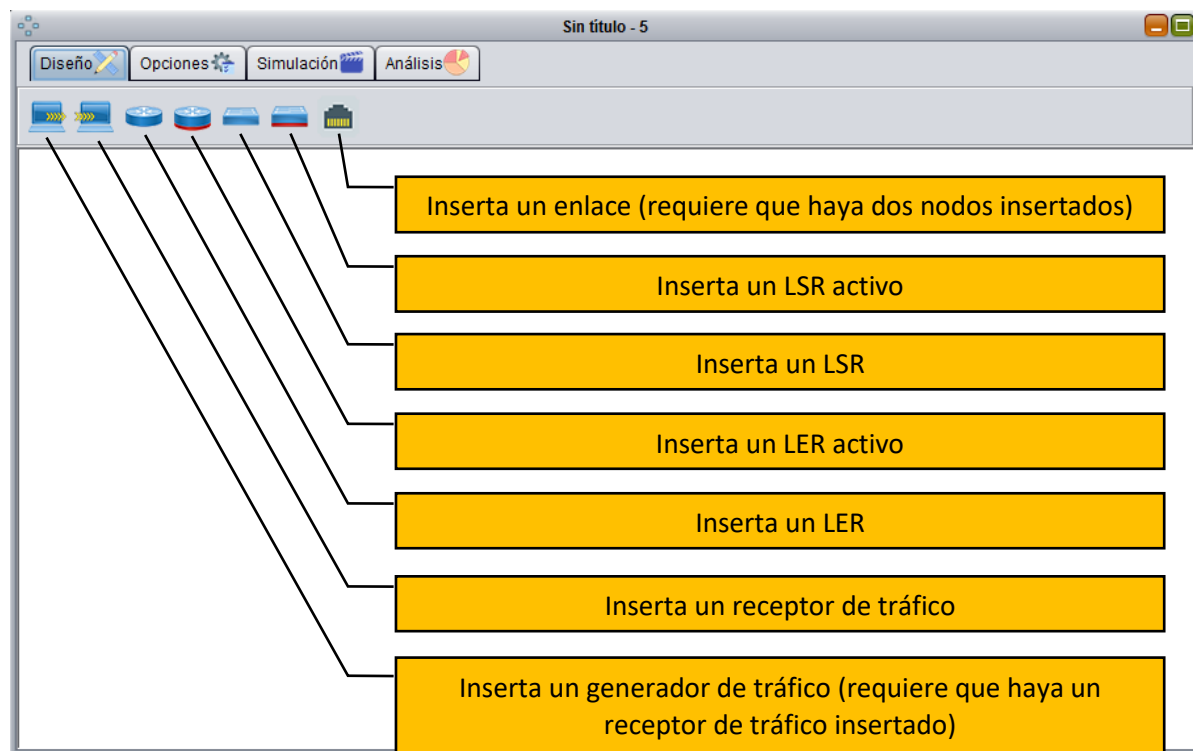 Sin título - 5
Diseño Opciones Simulación Análisis
Inserta un enlace (requiere que haya dos nodos insertados)
Inserta un LSR activo
Inserta un LSR
Inserta un LER activo
Inserta un LER
Inserta un receptor de tráfico
Inserta un generador de tráfico (requiere que haya un
receptor de tráfico insertado)